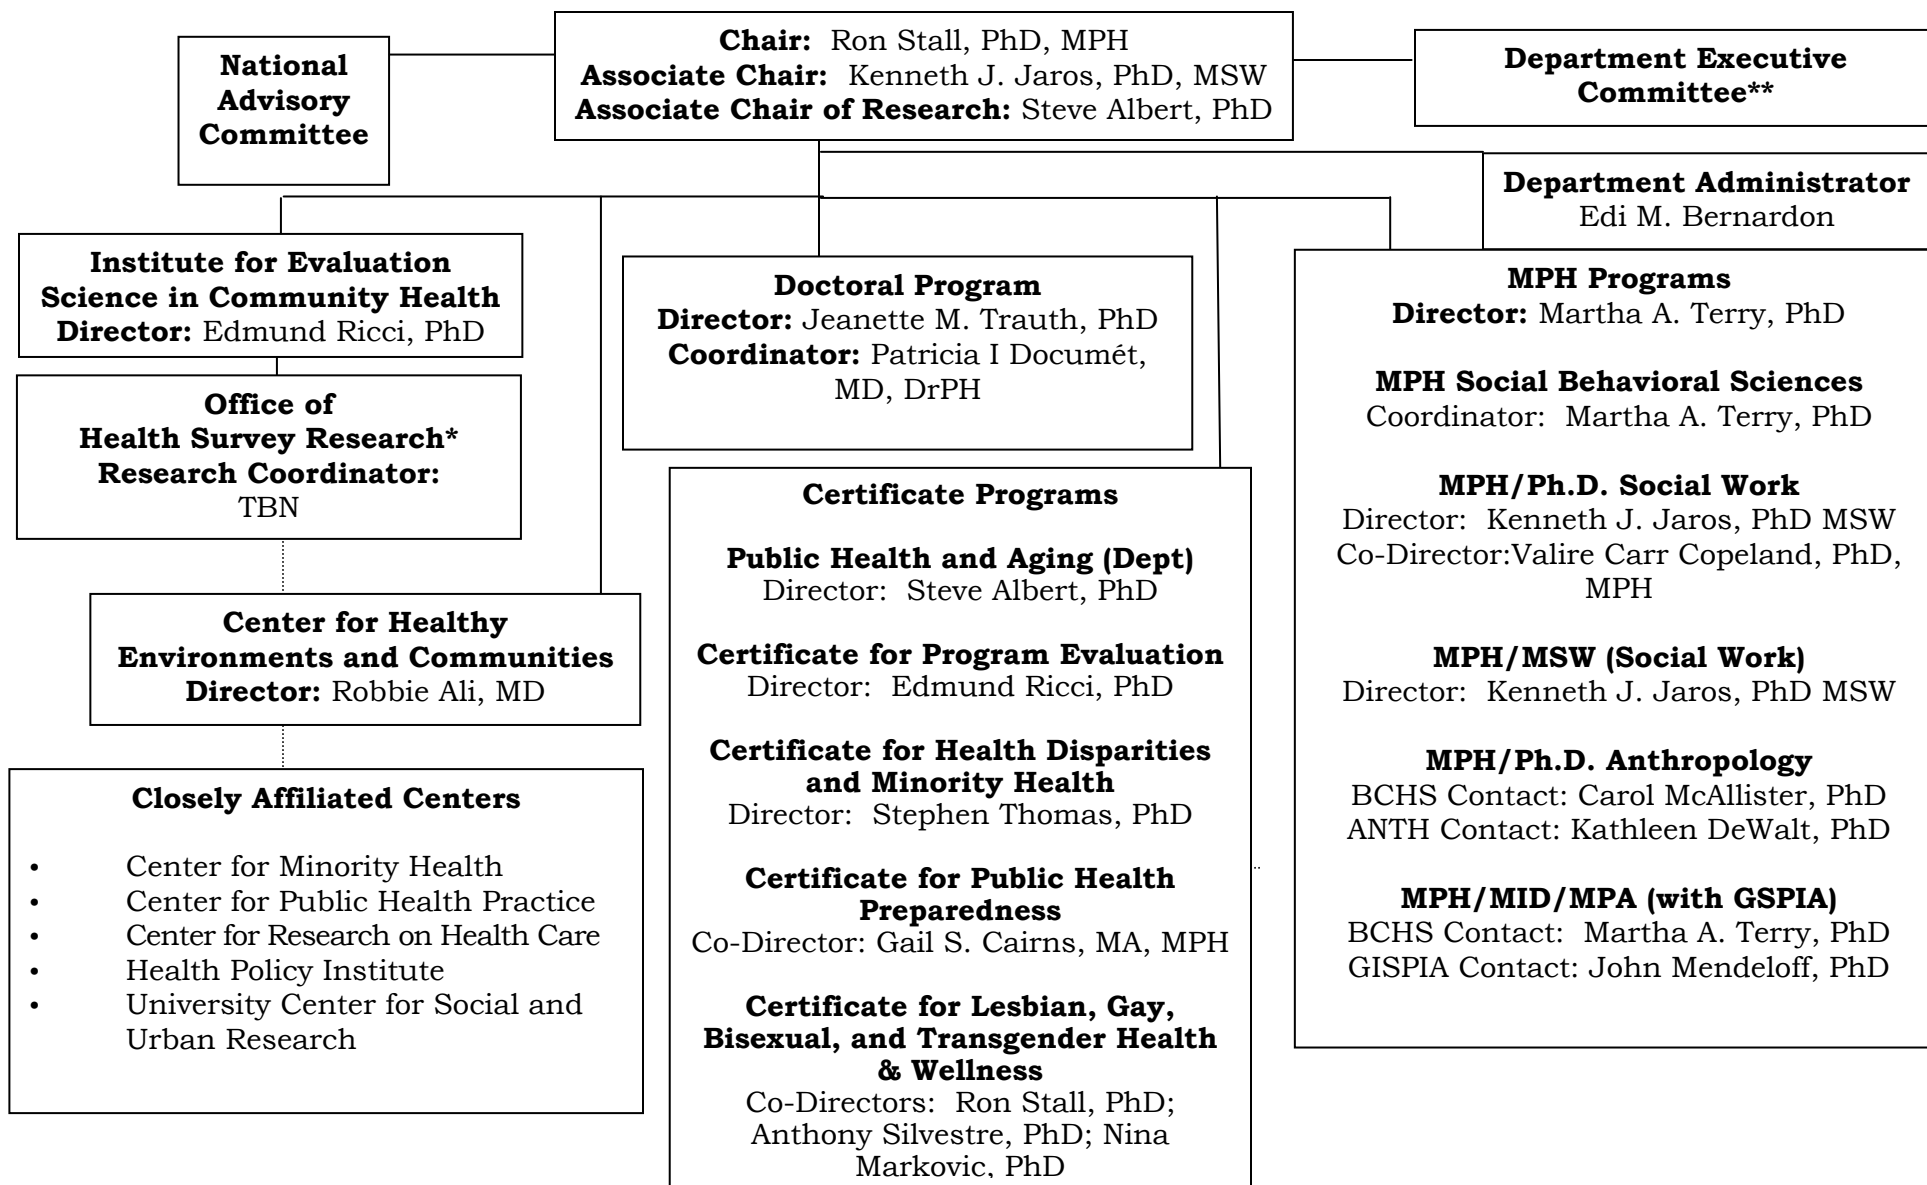 National
Advisory
Committee
Chair: Ron Stall, PhD, MPH
Associate Chair: Kenneth J. Jaros, PhD, MSW
Associate Chair of Research: Steve Albert, PhD
Department Executive
Committee**
Department Administrator
Edi M. Bernardon
Institute for Evaluation
Science in Community Health
Director: Edmund Ricci, PhD
Office of
Health Survey Research*
Research Coordinator:
TBN
Center for Healthy
Environments and Communities
Director: Robbie Ali, MD
Closely Affiliated Centers
• Center for Minority Health
• Center for Public Health Practice
• Center for Research on Health Care
• Health Policy Institute
• University Center for Social and
Urban Research
Doctoral Program
Director: Jeanette M. Trauth, PhD
Coordinator: Patricia I Documét,
MD, DrPH
Certificate Programs
Public Health and Aging (Dept)
Director: Steve Albert, PhD
Certificate for Program Evaluation
Director: Edmund Ricci, PhD
Certificate for Health Disparities
and Minority Health
Director: Stephen Thomas, PhD
Certificate for Public Health
Preparedness
Co-Director: Gail S. Cairns, MA, MPH
Certificate for Lesbian, Gay,
Bisexual, and Transgender Health
& Wellness
Co-Directors: Ron Stall, PhD;
Anthony Silvestre, PhD; Nina
Markovic, PhD
MPH Programs
Director: Martha A. Terry, PhD
MPH Social Behavioral Sciences
Coordinator: Martha A. Terry, PhD
MPH/Ph.D. Social Work
Director: Kenneth J. Jaros, PhD MSW
Co-Director:Valire Carr Copeland, PhD,
MPH
MPH/MSW (Social Work)
Director: Kenneth J. Jaros, PhD MSW
MPH/Ph.D. Anthropology
BCHS Contact: Carol McAllister, PhD
ANTH Contact: Kathleen DeWalt, PhD
MPH/MID/MPA (with GSPIA)
BCHS Contact: Martha A. Terry, PhD
GISPIA Contact: John Mendeloff, PhD